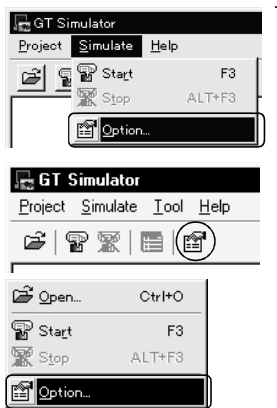 GT Simulator
Project Simulate Help
Start F3
Stop ALT+F3
Option...
GT Simulator
Project Simulate Tool Help
Open... Ctrl+O
Start F3
Stop ALT+F3
Option...